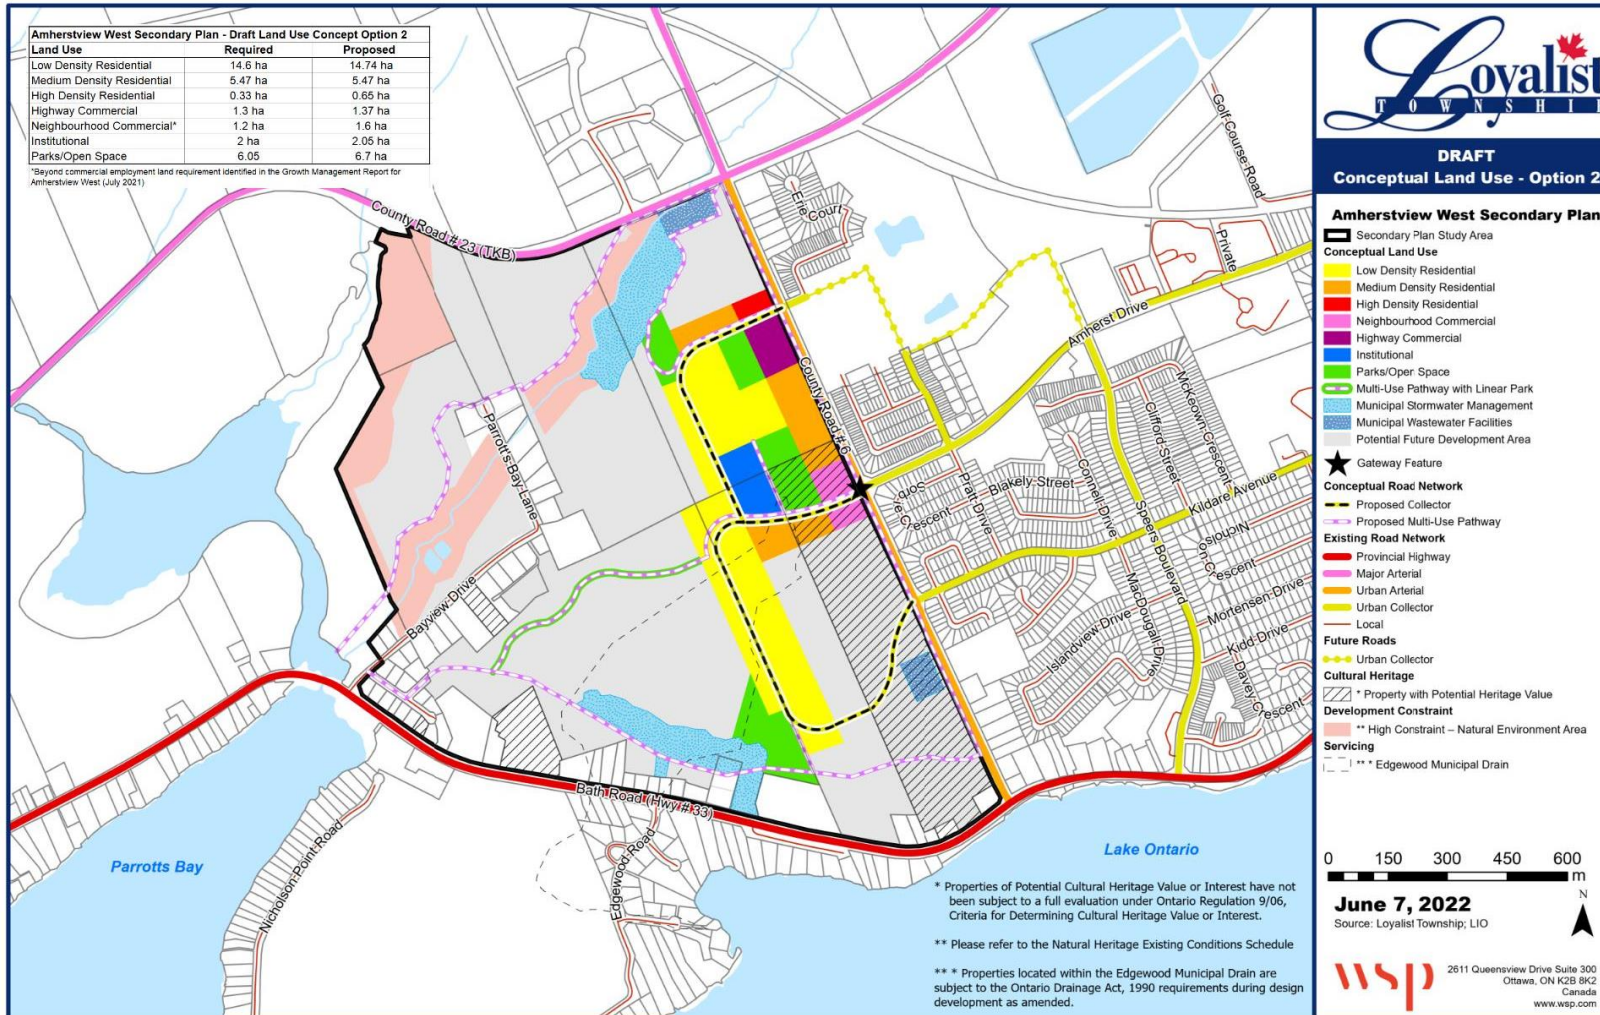 Amherstview West Secondary Plan - Draft Land Use Concept Option 2
Land Use Required Proposed
Low Density Residential 14.6 ha 14.74 ha
Medium Density Residential 5.47 ha 5.47 ha
High Density Residential 0.33 ha 0.65 ha
Highway Commercial 1.3 ha 1.37 ha
Neighbourhood Commercial* 1.2 ha 1.6 ha
Institutional 2 ha 2.05 ha
Parks/Open Space 6.05 6.7 ha
*Beyond commercial employment land requirement identified in the Growth Management Report for
Amherstview West (July 2021)
County Road # 23 (TKB)
Erie Court
Golf Course Road
Private
Amherst Drive
County Road # 6
Parrott's Bay Lane
Bayview Drive
McKeown Crescent
Clifford Street
Connell Drive
Blakely Street
Pratt Drive
Crescent
Kildare Avenue
Speers Boulevard
Nicholson Crescent
MacDougall Drive
Mortensen Drive
Kidd Drive
Islandview Drive
Davey Crescent
Bath Road (Hwy # 33)
Nicholson Point Road
Edgewood Road
Parrotts Bay
Lake Ontario
* Properties of Potential Cultural Heritage Value or Interest have not
been subject to a full evaluation under Ontario Regulation 9/06,
Criteria for Determining Cultural Heritage Value or Interest.
** Please refer to the Natural Heritage Existing Conditions Schedule
** * Properties located within the Edgewood Municipal Drain are
subject to the Ontario Drainage Act, 1990 requirements during design
development as amended.
Loyalist
TOWNSHI
DRAFT
Conceptual Land Use - Option 2
Amherstview West Secondary Plan
Secondary Plan Study Area
Conceptual Land Use
Low Density Residential
Medium Density Residential
High Density Residential
Neighbourhood Commercial
Highway Commercial
Institutional
Parks/Open Space
Multi-Use Pathway with Linear Park
Municipal Stormwater Management
Municipal Wastewater Facilities
Potential Future Development Area
Gateway Feature
Conceptual Road Network
Proposed Collector
Proposed Multi-Use Pathway
Existing Road Network
Provincial Highway
Major Arterial
Urban Arterial
Urban Collector
Local
Future Roads
Urban Collector
Cultural Heritage
* Property with Potential Heritage Value
Development Constraint
** High Constraint – Natural Environment Area
Servicing
** * Edgewood Municipal Drain
0 150 300 450 600
m
N
June 7, 2022
Source: Loyalist Township; LIO
wsp
2611 Queensview Drive Suite 300
Ottawa, ON K2B 8K2
Canada
www.wsp.com